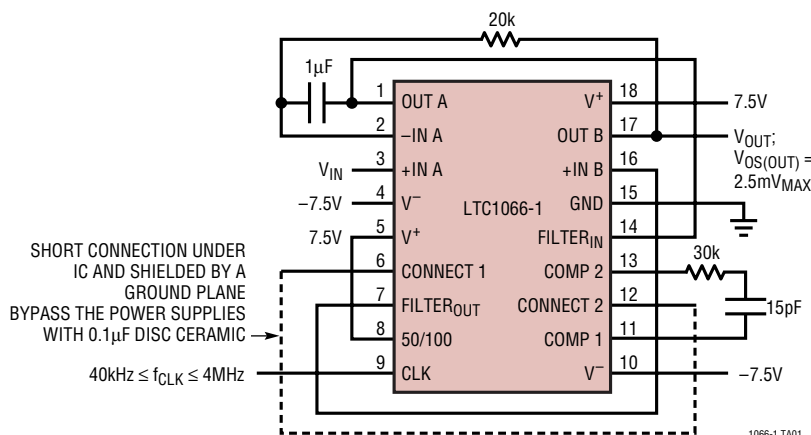 20k
1µF
1 OUT A
2 –IN A
3 +IN A
4 V–
5 V+
6 CONNECT 1
7 FILTEROUT
8 50/100
9 CLK
LTC1066-1
V+ 18
OUT B 17
+IN B 16
GND 15
FILTERIN 14
COMP 2 13
CONNECT 2 12
COMP 1 11
V– 10
VIN
–7.5V
7.5V
SHORT CONNECTION UNDER
IC AND SHIELDED BY A
GROUND PLANE
BYPASS THE POWER SUPPLIES
WITH 0.1µF DISC CERAMIC
40kHz ≤ fCLK ≤ 4MHz
7.5V
VOUT;
VOS(OUT) =
2.5mVMAX
30k
15pF
–7.5V
1066-1 TA01